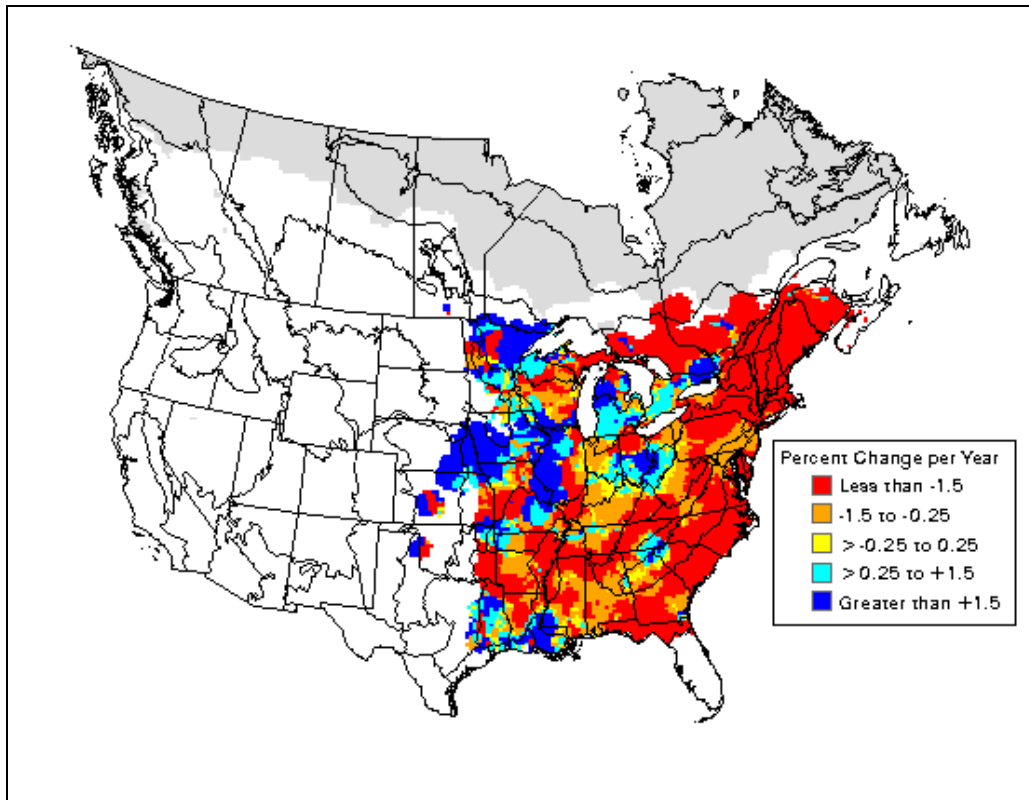 Percent Change per Year
Less than -1.5
-1.5 to -0.25
>-0.25 to 0.25
>0.25 to +1.5
Greater than +1.5